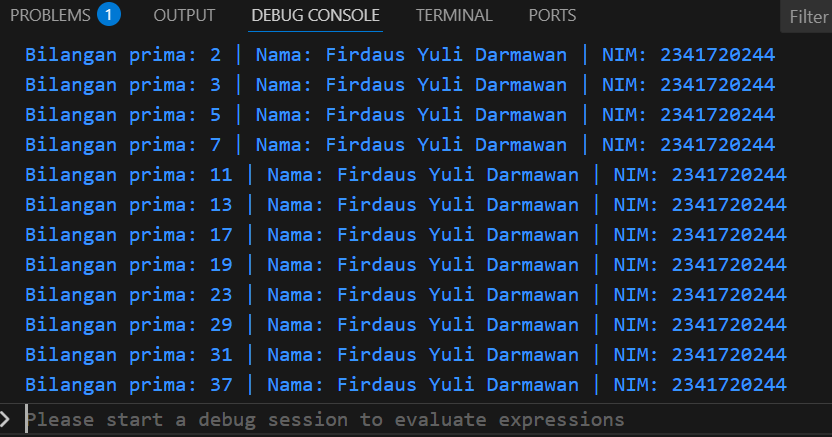 PROBLEMS 1 OUTPUT DEBUG CONSOLE TERMINAL PORTS Filter
Bilangan prima: 2 | Nama: Firdaus Yuli Darmawan | NIM: 2341720244
Bilangan prima: 3 | Nama: Firdaus Yuli Darmawan | NIM: 2341720244
Bilangan prima: 5 | Nama: Firdaus Yuli Darmawan | NIM: 2341720244
Bilangan prima: 7 | Nama: Firdaus Yuli Darmawan | NIM: 2341720244
Bilangan prima: 11 | Nama: Firdaus Yuli Darmawan | NIM: 2341720244
Bilangan prima: 13 | Nama: Firdaus Yuli Darmawan | NIM: 2341720244
Bilangan prima: 17 | Nama: Firdaus Yuli Darmawan | NIM: 2341720244
Bilangan prima: 19 | Nama: Firdaus Yuli Darmawan | NIM: 2341720244
Bilangan prima: 23 | Nama: Firdaus Yuli Darmawan | NIM: 2341720244
Bilangan prima: 29 | Nama: Firdaus Yuli Darmawan | NIM: 2341720244
Bilangan prima: 31 | Nama: Firdaus Yuli Darmawan | NIM: 2341720244
Bilangan prima: 37 | Nama: Firdaus Yuli Darmawan | NIM: 2341720244
Please start a debug session to evaluate expressions